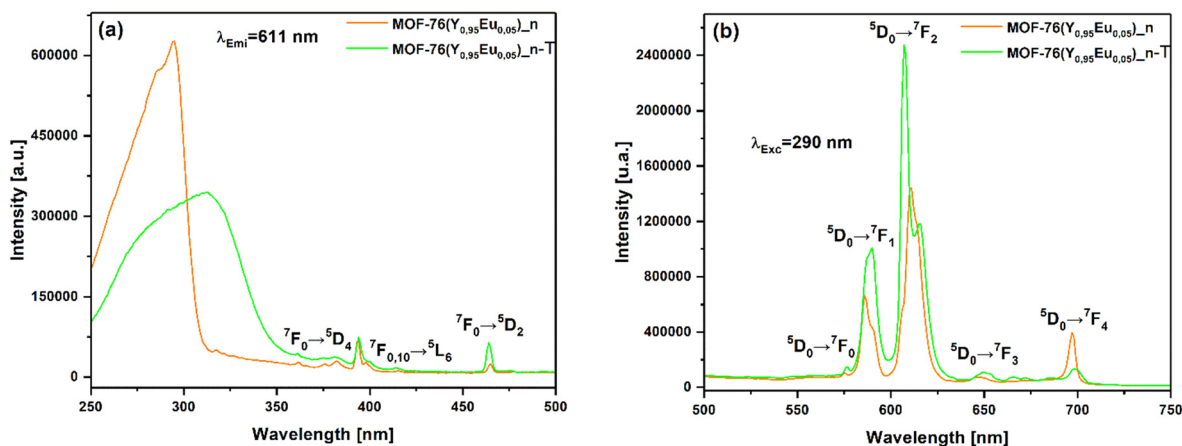 (a)
λEmi=611 nm
MOF-76(Y0,95Eu0,05)_n
MOF-76(Y0,95Eu0,05)_n-T
600000
450000
300000
150000
0
Intensity [a.u.]
⁷F₀→⁵D₄
⁷F₀,₁₀→⁵L₆
⁷F₀→⁵D₂
250 300 350 400 450 500
Wavelength [nm]
(b)
⁵D₀→⁷F₂
MOF-76(Y0,95Eu0,05)_n
MOF-76(Y0,95Eu0,05)_n-T
λExc=290 nm
2400000
2000000
1600000
1200000
800000
400000
0
Intensity [u.a.]
⁵D₀→⁷F₁
⁵D₀→⁷F₀
⁵D₀→⁷F₃
⁵D₀→⁷F₄
500 550 600 650 700 750
Wavelength [nm]